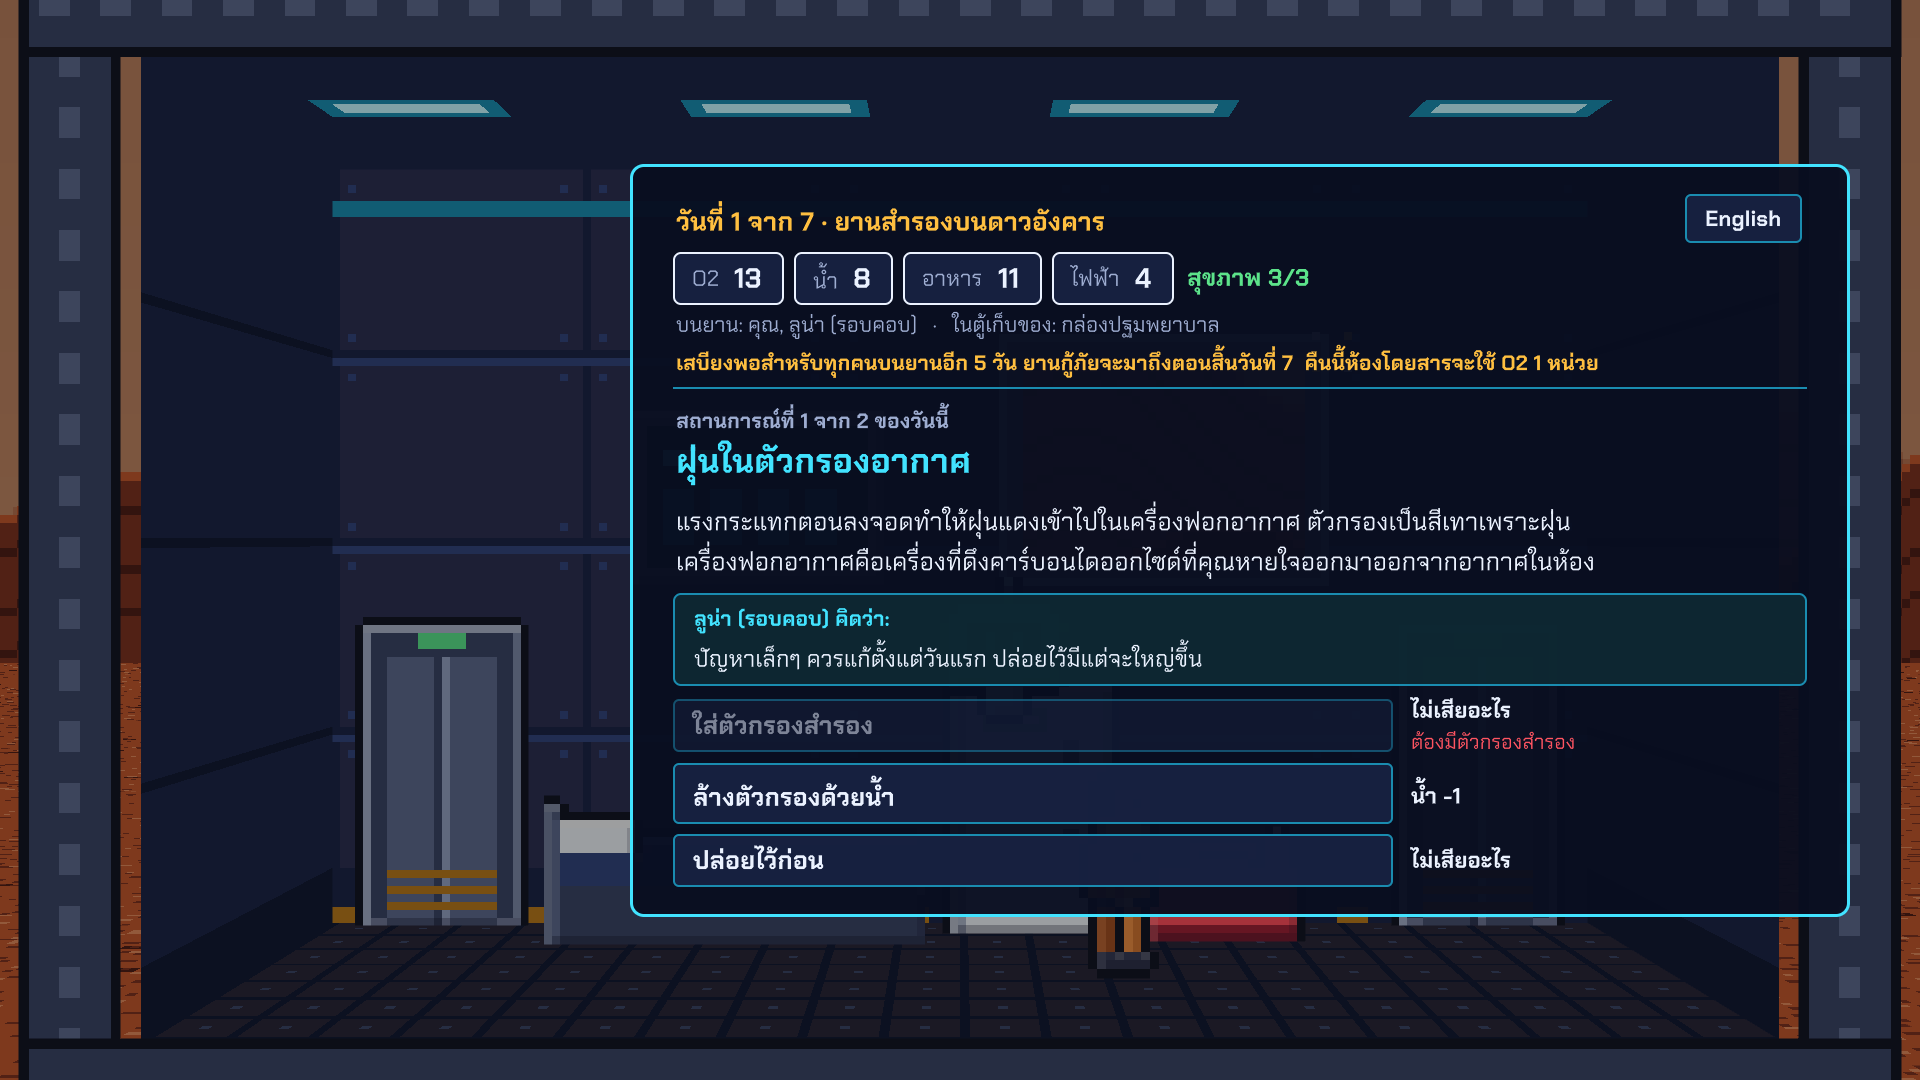 วันที่ 1 จาก 7 · ยานสำรองบนดาวอังคาร
English
O2 13 น้ำ 8 อาหาร 11 ไฟฟ้า 4 สุขภาพ 3/3
บนยาน: คุณ, ลูน่า (รอบคอบ) · ในตู้เก็บของ: กล่องปฐมพยาบาล
เสบียงพอสำหรับทุกคนบนยานอีก 5 วัน ยานกู้ภัยจะมาถึงตอนสิ้นวันที่ 7 คืนนี้ห้องโดยสารจะใช้ O2 1 หน่วย
สถานการณ์ที่ 1 จาก 2 ของวันนี้
ฝุ่นในตัวกรองอากาศ
แรงกระแทกตอนลงจอดทำให้ฝุ่นแดงเข้าไปในเครื่องฟอกอากาศ ตัวกรองเป็นสีเทาเพราะฝุ่น
เครื่องฟอกอากาศคือเครื่องที่ดึงคาร์บอนไดออกไซด์ที่คุณหายใจออกมาออกจากอากาศในห้อง
ลูน่า (รอบคอบ) คิดว่า:
ปัญหาเล็กๆ ควรแก้ตั้งแต่วันแรก ปล่อยไว้มีแต่จะใหญ่ขึ้น
ใส่ตัวกรองสำรอง
ไม่เสียอะไร
ต้องมีตัวกรองสำรอง
ล้างตัวกรองด้วยน้ำ
น้ำ -1
ปล่อยไว้ก่อน
ไม่เสียอะไร